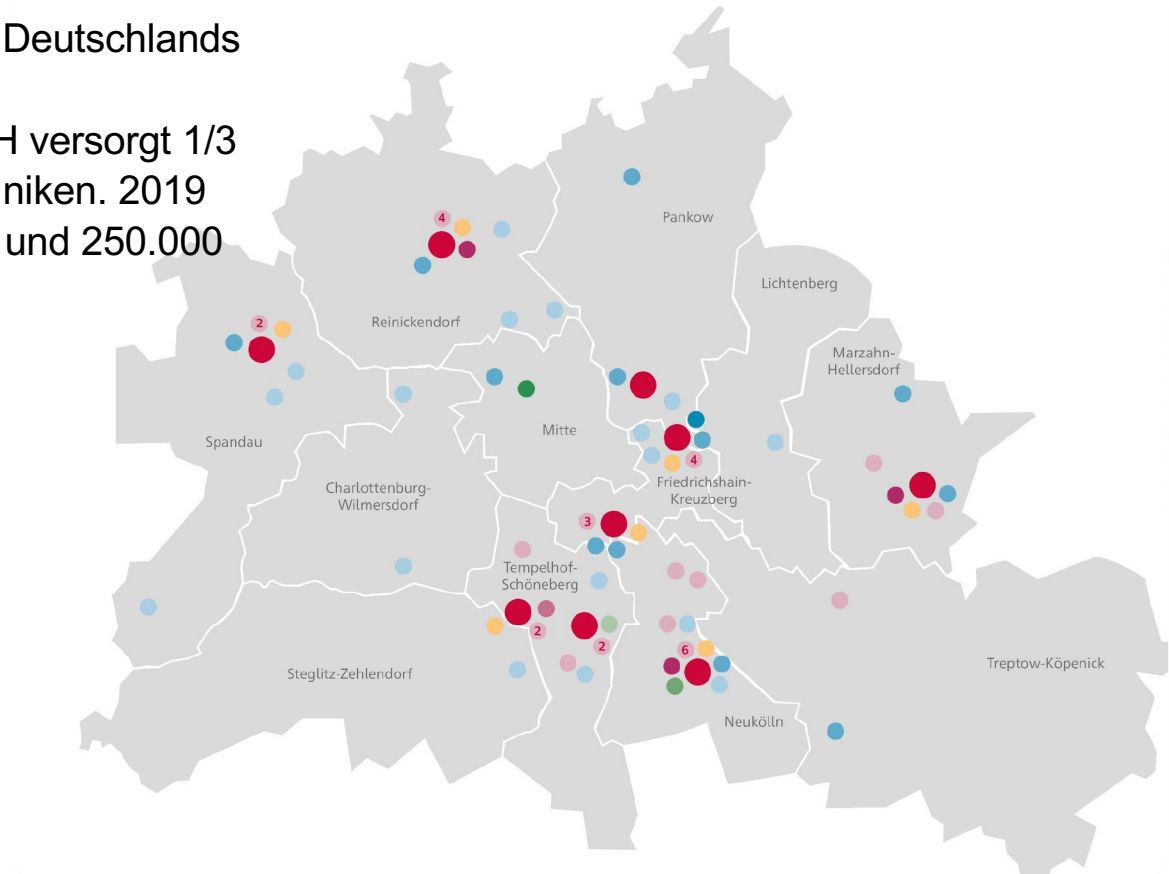 Deutschlands
H versorgt 1/3
niken. 2019
und 250.000
Pankow
4
Lichtenberg
Reinickendorf
2
Marzahn-
Hellersdorf
Mitte
Spandau
4
Friedrichshain-
Kreuzberg
Charlottenburg-
Wilmersdorf
3
Tempelhof-
Schöneberg
2
2
6
Steglitz-Zehlendorf
Treptow-Köpenick
Neukölln